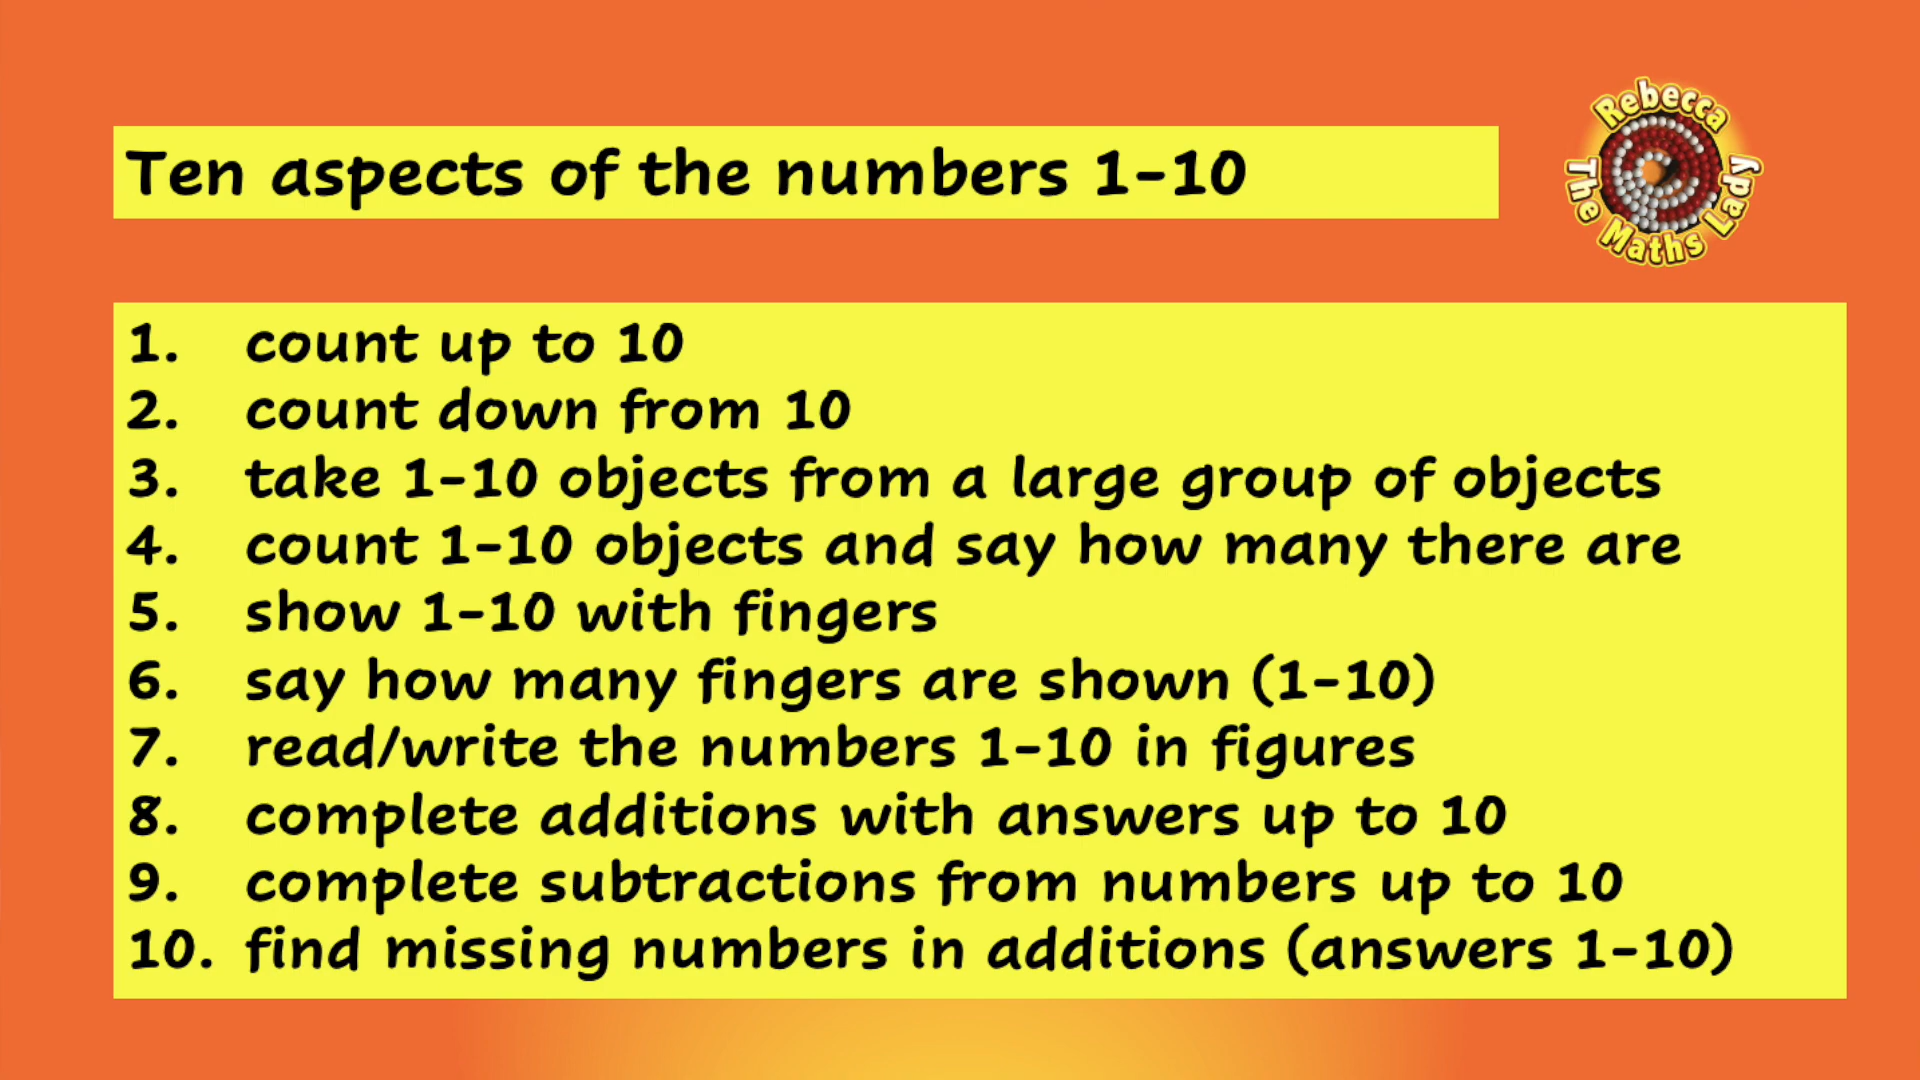 Rebecca
The Maths Lady
Ten aspects of the numbers 1-10
1. count up to 10
2. count down from 10
3. take 1-10 objects from a large group of objects
4. count 1-10 objects and say how many there are
5. show 1-10 with fingers
6. say how many fingers are shown (1-10)
7. read/write the numbers 1-10 in figures
8. complete additions with answers up to 10
9. complete subtractions from numbers up to 10
10. find missing numbers in additions (answers 1-10)